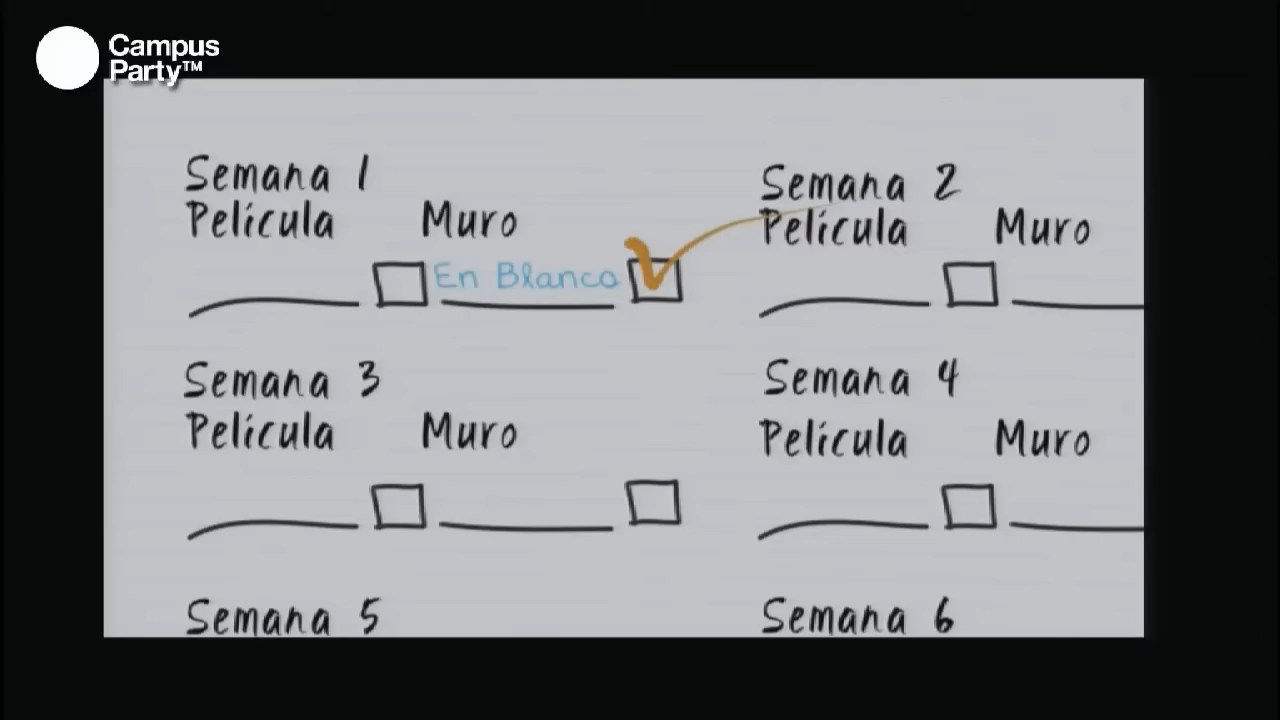 Campus
Party™
Semana 1
Película Muro
En Blanco
Semana 2
Película Muro
Semana 3
Película Muro
Semana 4
Película Muro
Semana 5
Semana 6